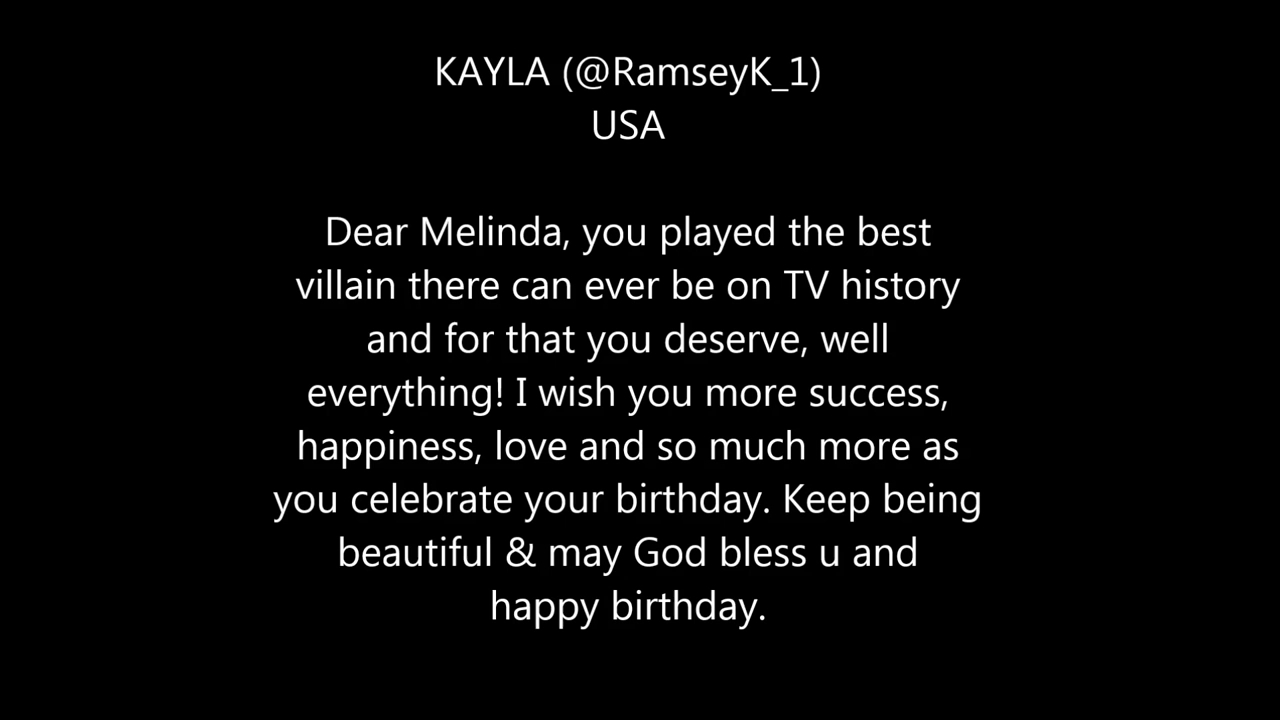 KAYLA (@RamseyK_1)
USA
Dear Melinda, you played the best
villain there can ever be on TV history
and for that you deserve, well
everything! I wish you more success,
happiness, love and so much more as
you celebrate your birthday. Keep being
beautiful & may God bless u and
happy birthday.